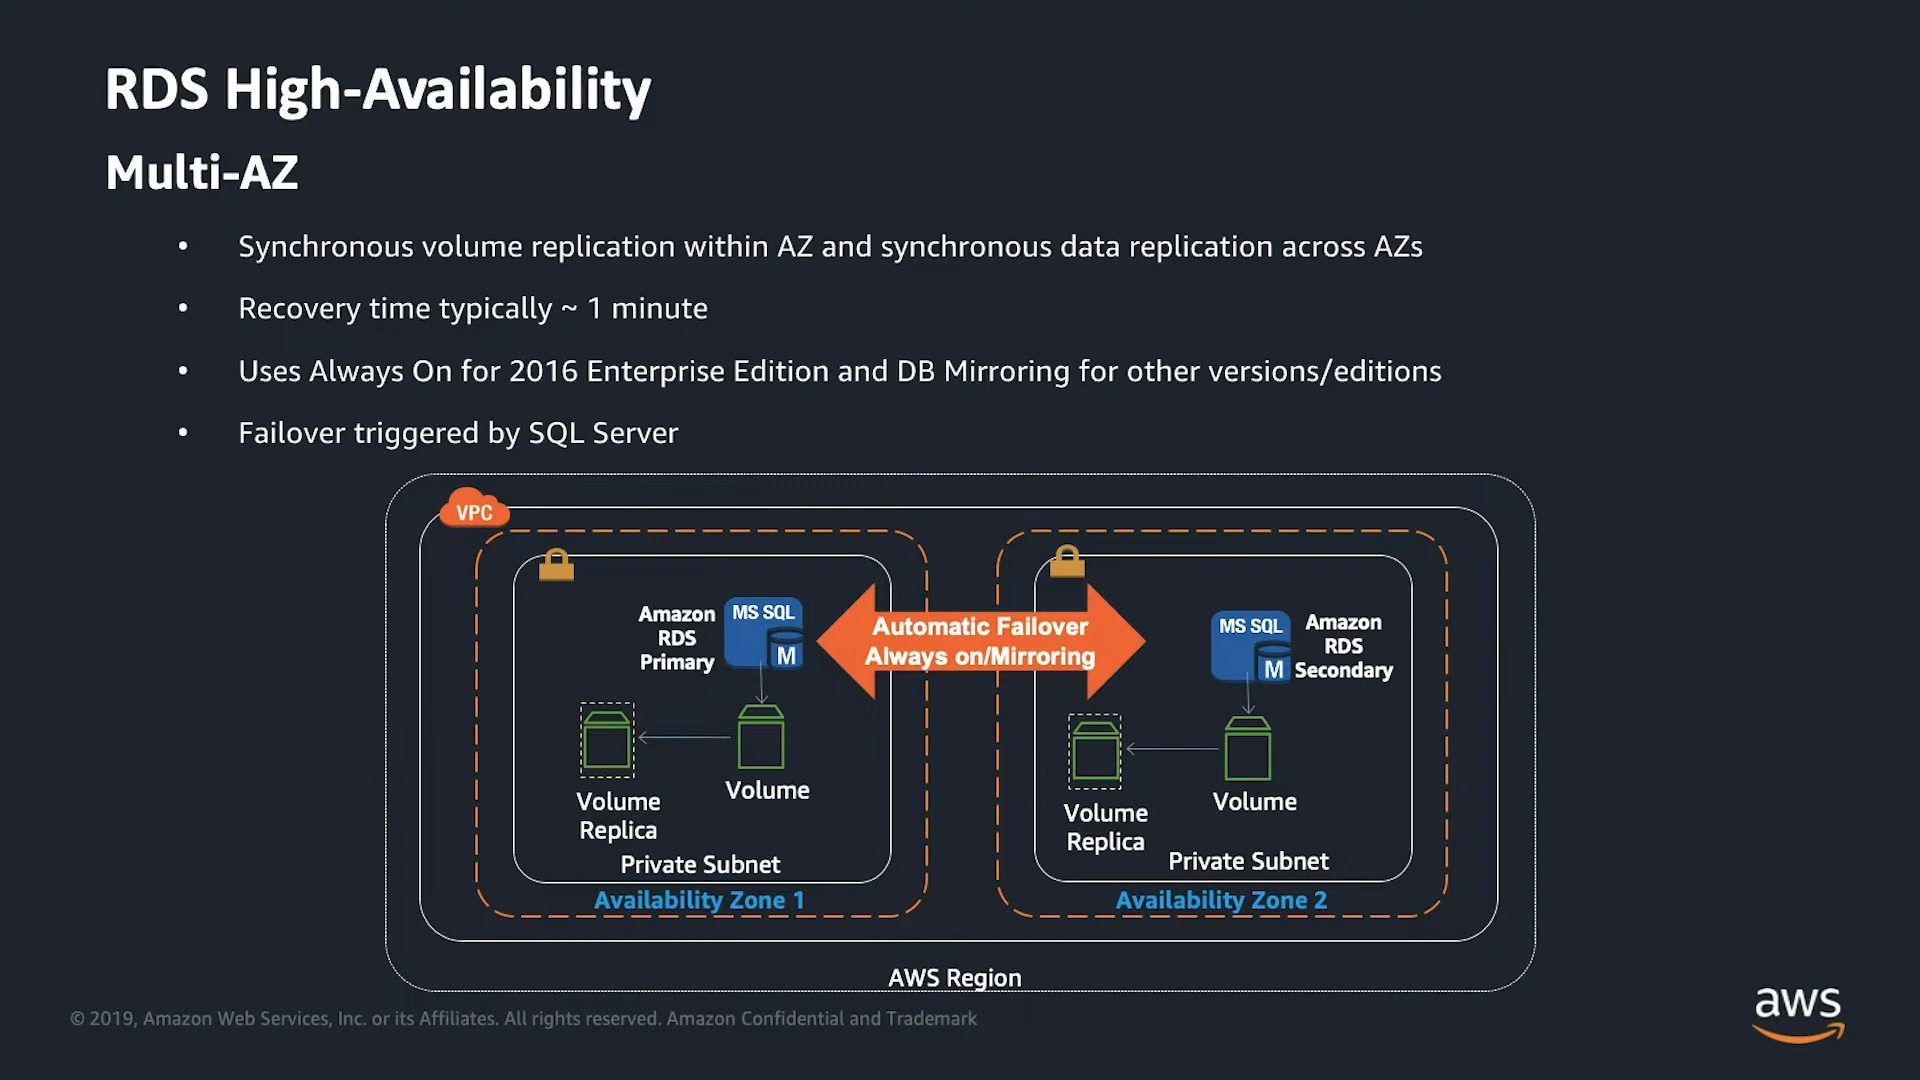 RDS High-Availability
Multi-AZ
• Synchronous volume replication within AZ and synchronous data replication across AZs
• Recovery time typically ~ 1 minute
• Uses Always On for 2016 Enterprise Edition and DB Mirroring for other versions/editions
• Failover triggered by SQL Server
VPC
Amazon
RDS
Primary
MS SQL
M
Automatic Failover
Always on/Mirroring
MS SQL
M
Amazon
RDS
Secondary
Volume
Replica
Volume
Private Subnet
Availability Zone 1
Volume
Replica
Volume
Private Subnet
Availability Zone 2
AWS Region
© 2019, Amazon Web Services, Inc. or its Affiliates. All rights reserved. Amazon Confidential and Trademark
aws